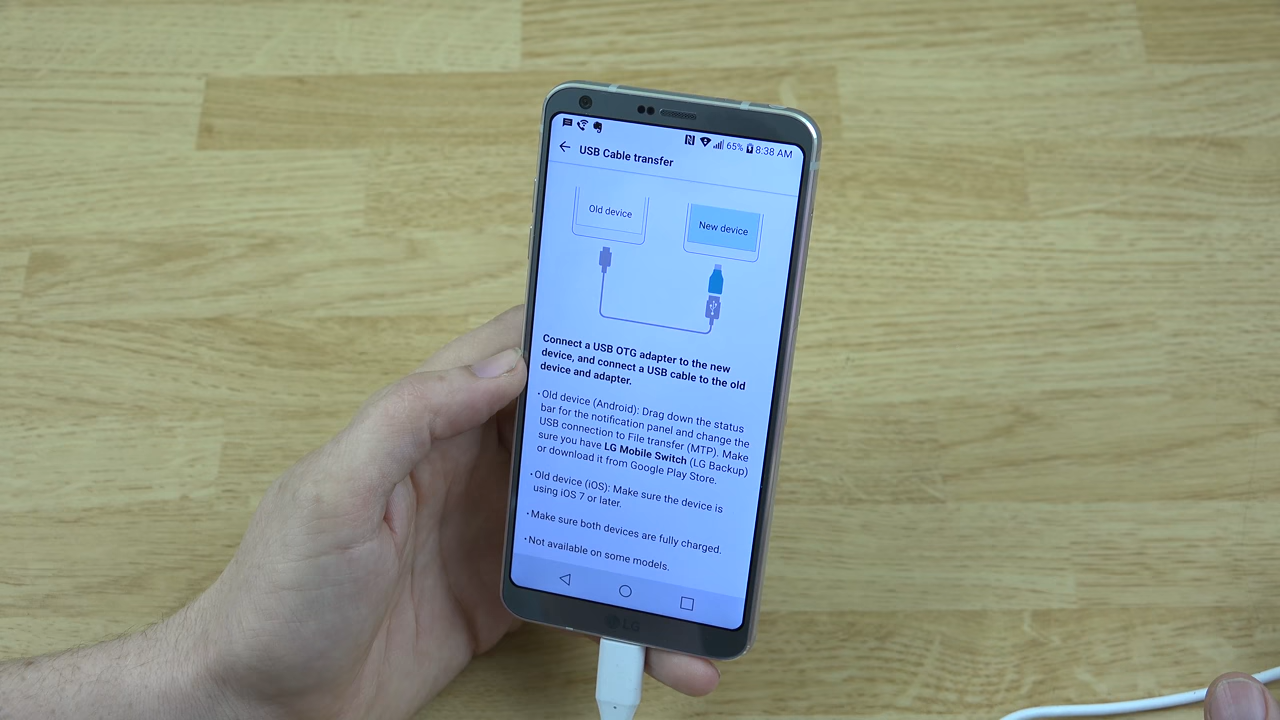 65% 8:38 AM
USB Cable transfer
Old device
New device
Connect a USB OTG adapter to the new
device, and connect a USB cable to the old
device and adapter.
· Old device (Android): Drag down the status
bar for the notification panel and change the
USB connection to File transfer (MTP). Make
sure you have LG Mobile Switch (LG Backup)
or download it from Google Play Store.
· Old device (iOS): Make sure the device is
using iOS 7 or later.
· Make sure both devices are fully charged.
· Not available on some models.
LG